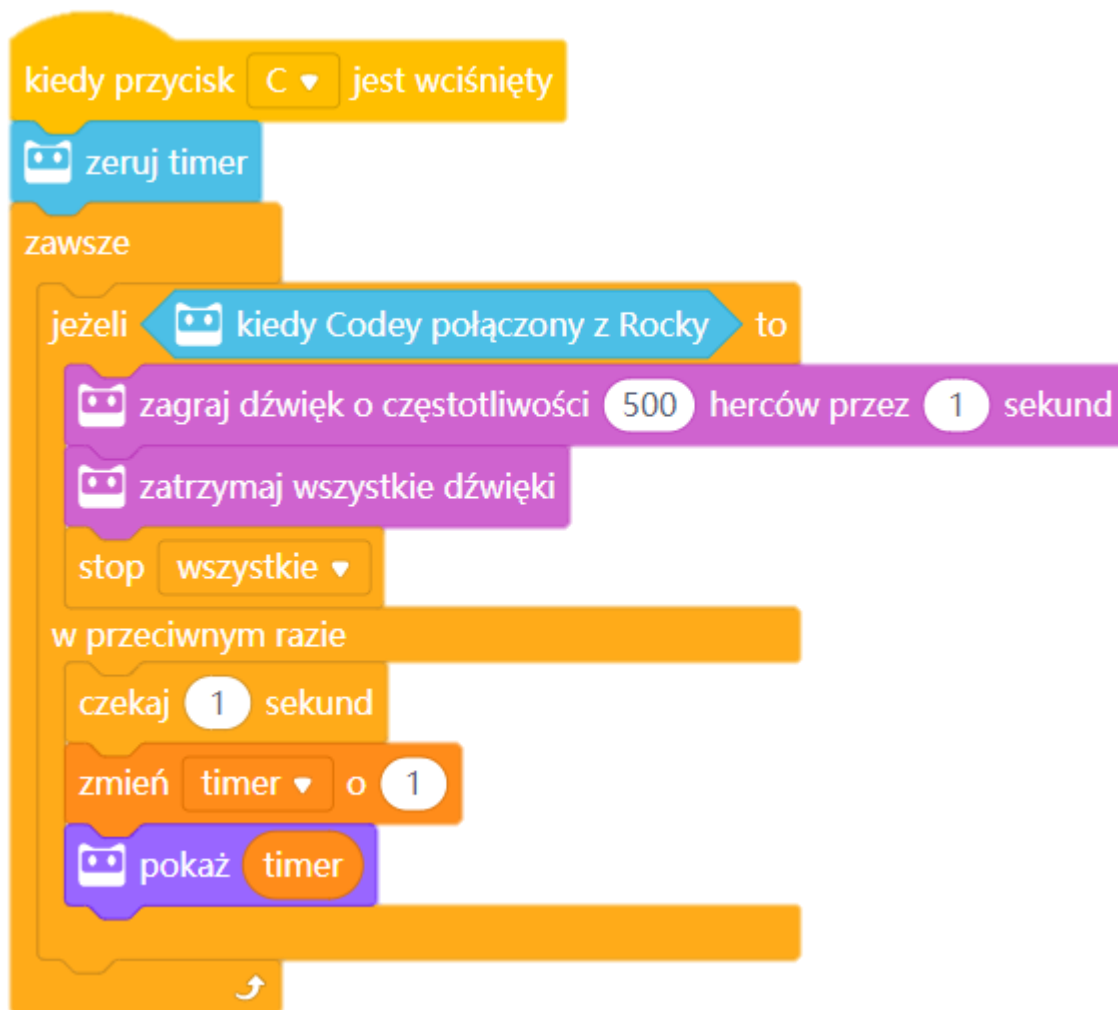 kiedy przycisk C jest wciśnięty
zeruj timer
zawsze
jeżeli kiedy Codey połączony z Rocky to
zagraj dźwięk o częstotliwości 500 herców przez 1 sekund
zatrzymaj wszystkie dźwięki
stop wszystkie
w przeciwnym razie
czekaj 1 sekund
zmień timer o 1
pokaż timer